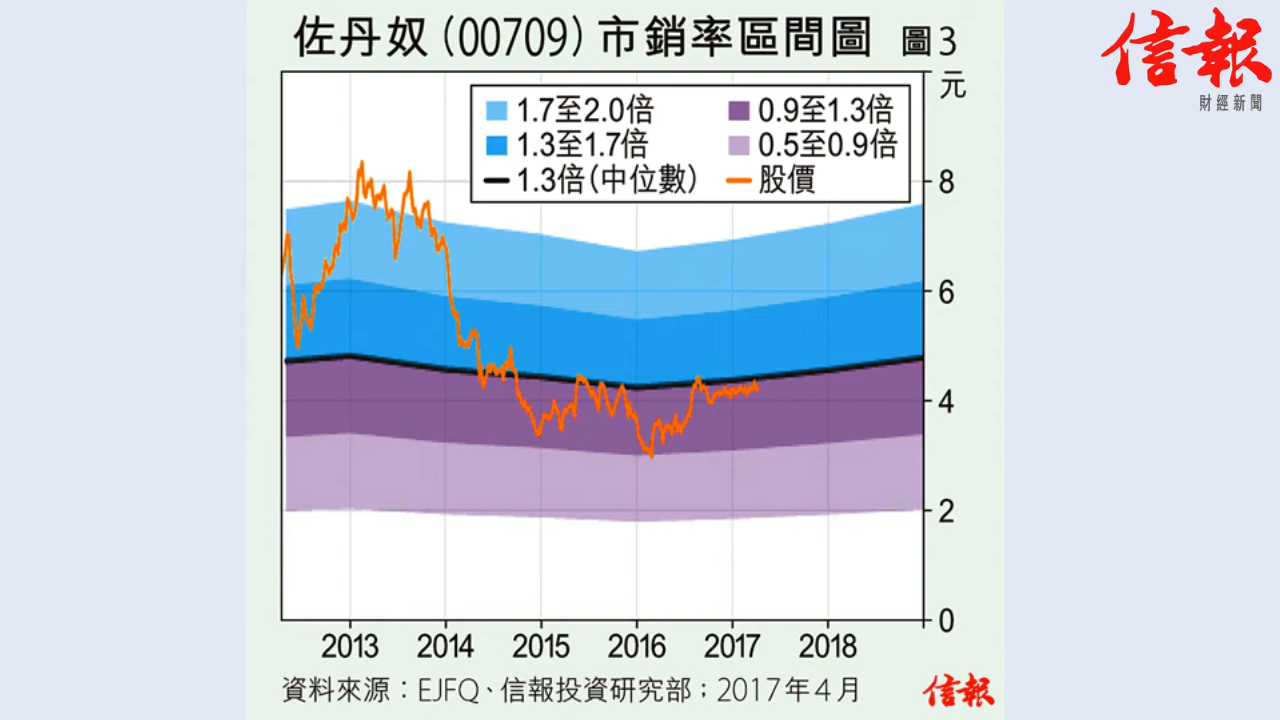 佐丹奴(00709)市銷率區間圖 圖3
信報
財經新聞
元
1.7至2.0倍 0.9至1.3倍
1.3至1.7倍 0.5至0.9倍
1.3倍(中位數) 股價
8
6
4
2
0
2013 2014 2015 2016 2017 2018
資料來源：EJFQ、信報投資研究部；2017年4月
信報